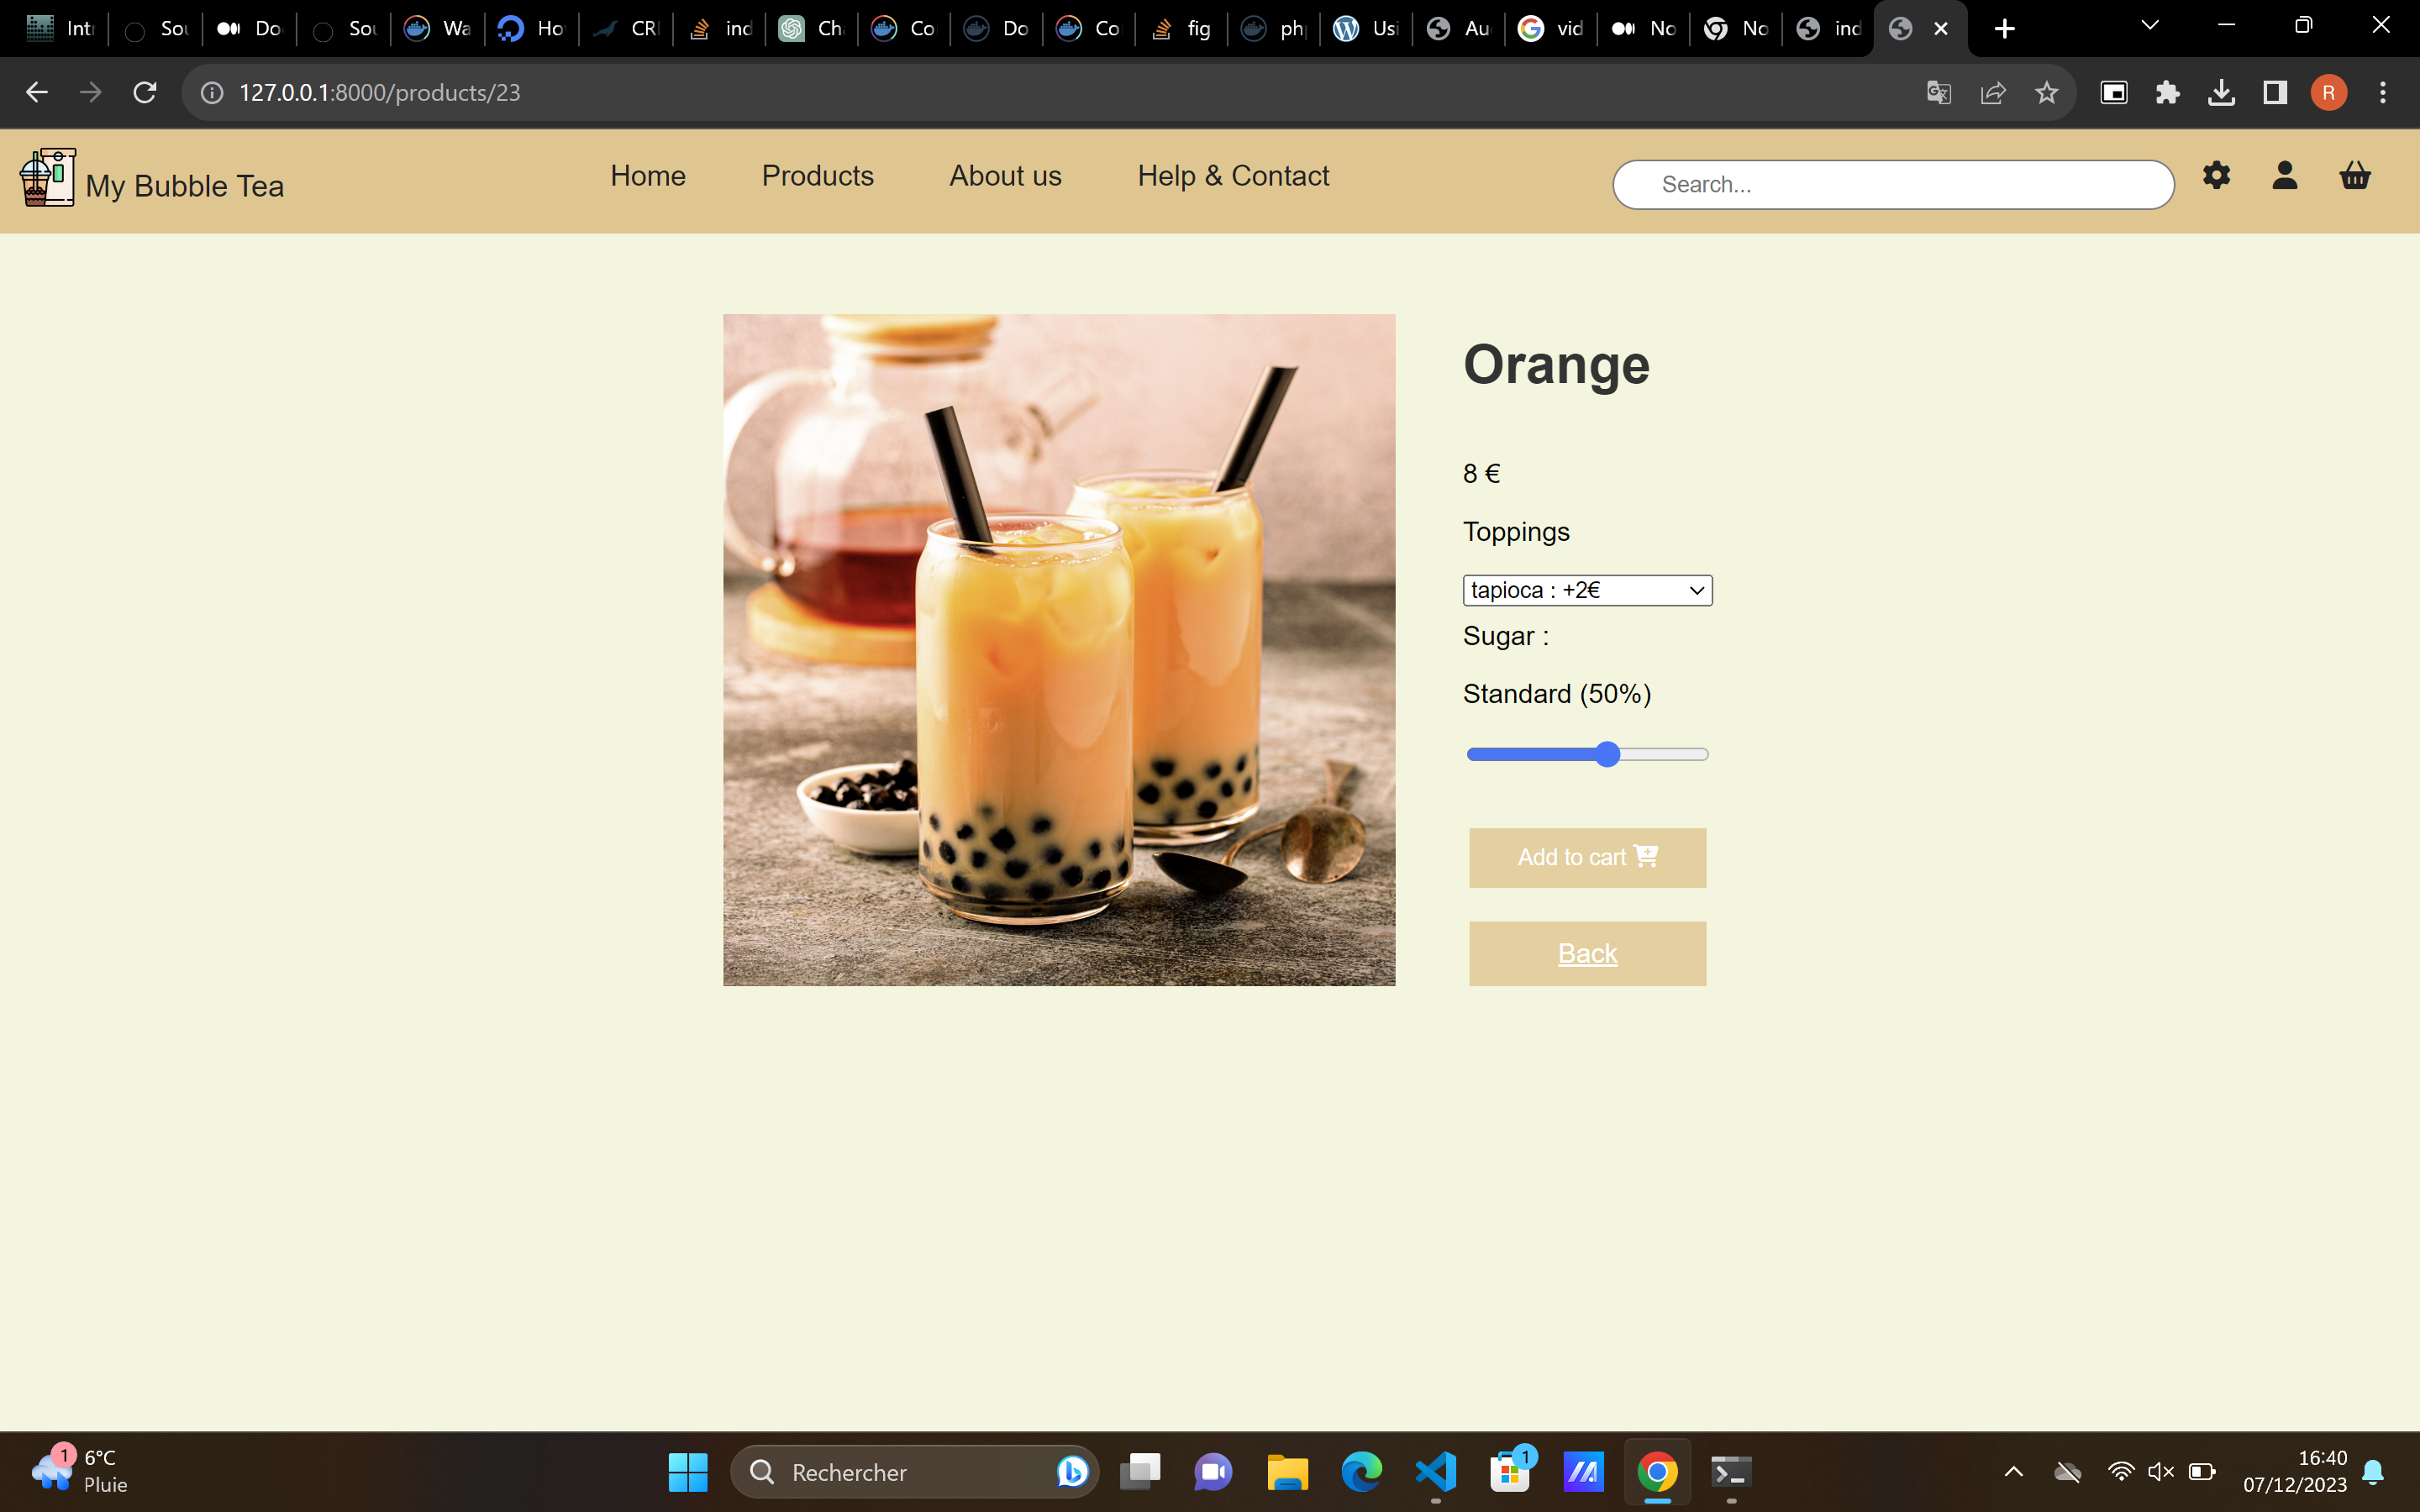 Int
Sou
Do
Sou
Wa
Ho
CR
ind
Ch
Co
Do
Co
fig
ph
Usi
Au
vid
No
No
ind
127.0.0.1:8000/products/23
R
My Bubble Tea
Home
Products
About us
Help & Contact
Search...
Orange
8 €
Toppings
tapioca : +2€
Sugar :
Standard (50%)
Add to cart
Back
1
6°C
Pluie
Rechercher
1
16:40
07/12/2023